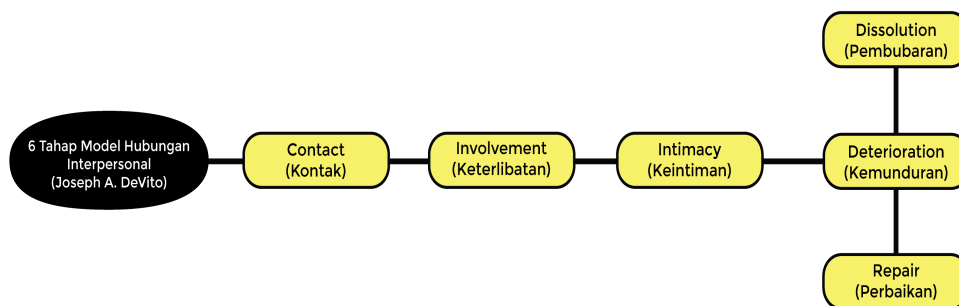 6 Tahap Model Hubungan
Interpersonal
(Joseph A. DeVito)
Contact
(Kontak)
Involvement
(Keterlibatan)
Intimacy
(Keintiman)
Dissolution
(Pembubaran)
Deterioration
(Kemunduran)
Repair
(Perbaikan)